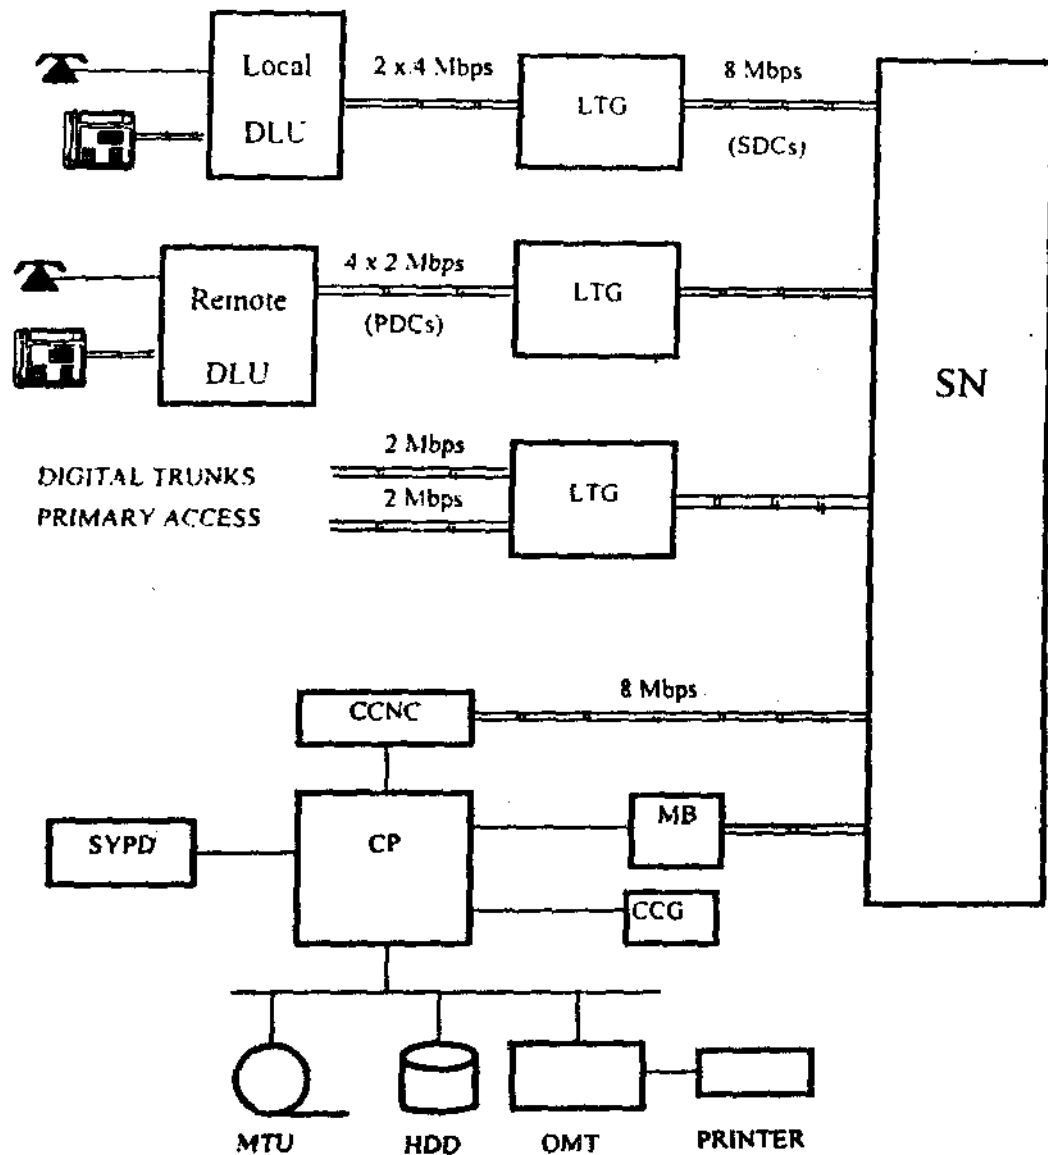 Local
DLU
2 x 4 Mbps
LTG
8 Mbps
(SDCs)
Remote
DLU
4 x 2 Mbps
(PDCs)
LTG
SN
DIGITAL TRUNKS
PRIMARY ACCESS
2 Mbps
2 Mbps
LTG
CCNC
8 Mbps
SYPD
CP
MB
CCG
MTU
HDD
OMT
PRINTER